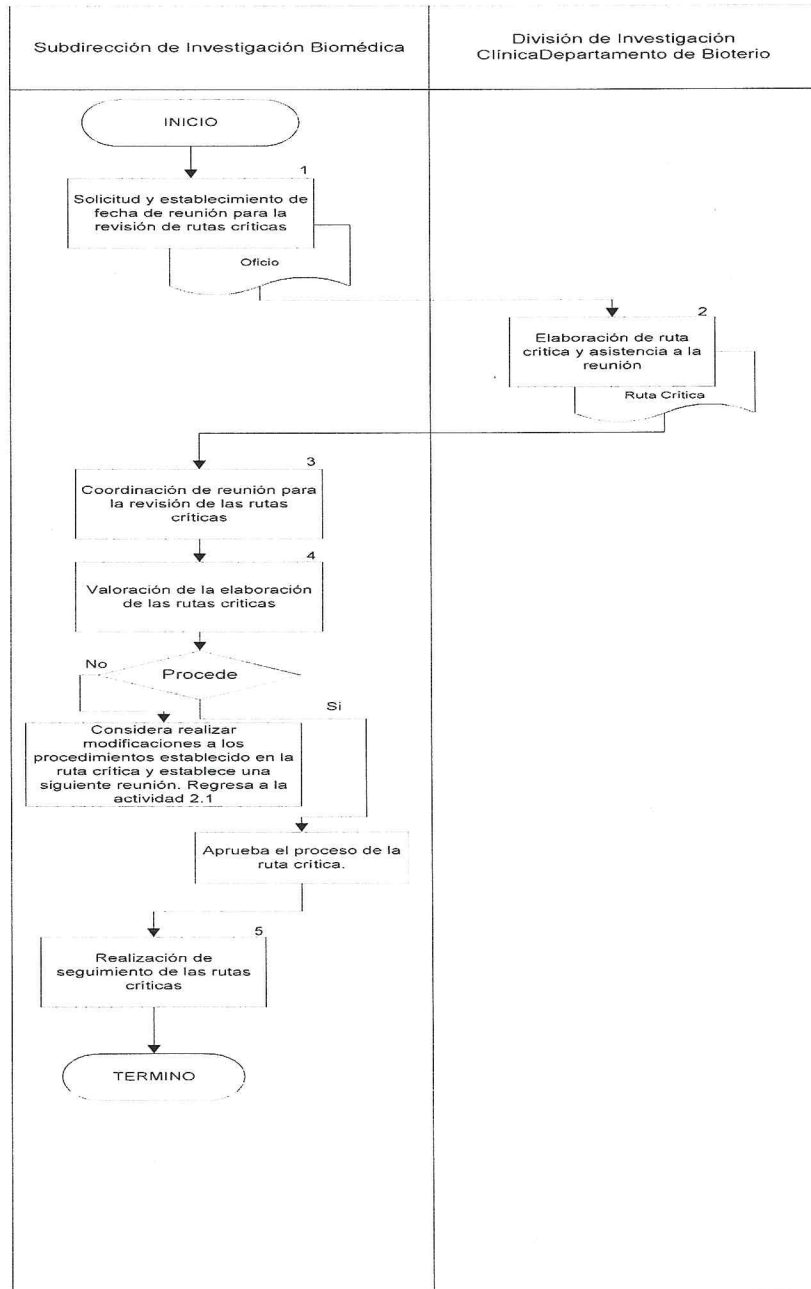 Subdirección de Investigación Biomédica
División de Investigación
ClínicaDepartamento de Bioterio
INICIO
1
Solicitud y establecimiento de
fecha de reunión para la
revisión de rutas críticas
Oficio
2
Elaboración de ruta
crítica y asistencia a la
reunión
Ruta Crítica
3
Coordinación de reunión para
la revisión de las rutas
críticas
4
Valoración de la elaboración
de las rutas criticas
Procede
No
Si
Considera realizar
modificaciones a los
procedimientos establecido en la
ruta crítica y establece una
siguiente reunión. Regresa a la
actividad 2.1
Aprueba el proceso de la
ruta crítica.
5
Realización de
seguimiento de las rutas
críticas
TERMINO